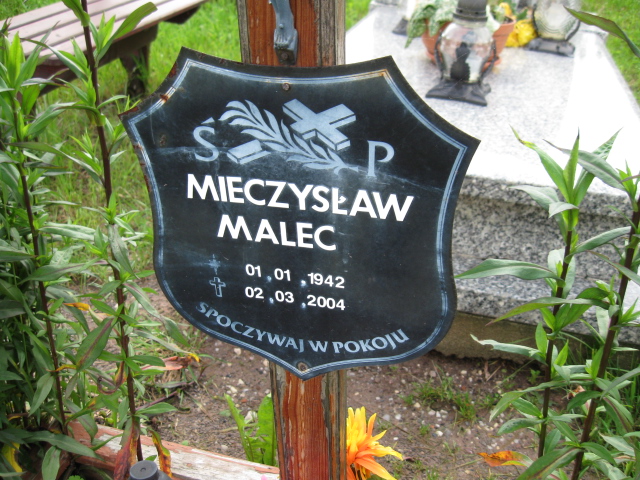 Ś P
MIECZYSŁAW
MALEC
01.01.1942
02.03.2004
SPOCZYWAJ W POKOJU